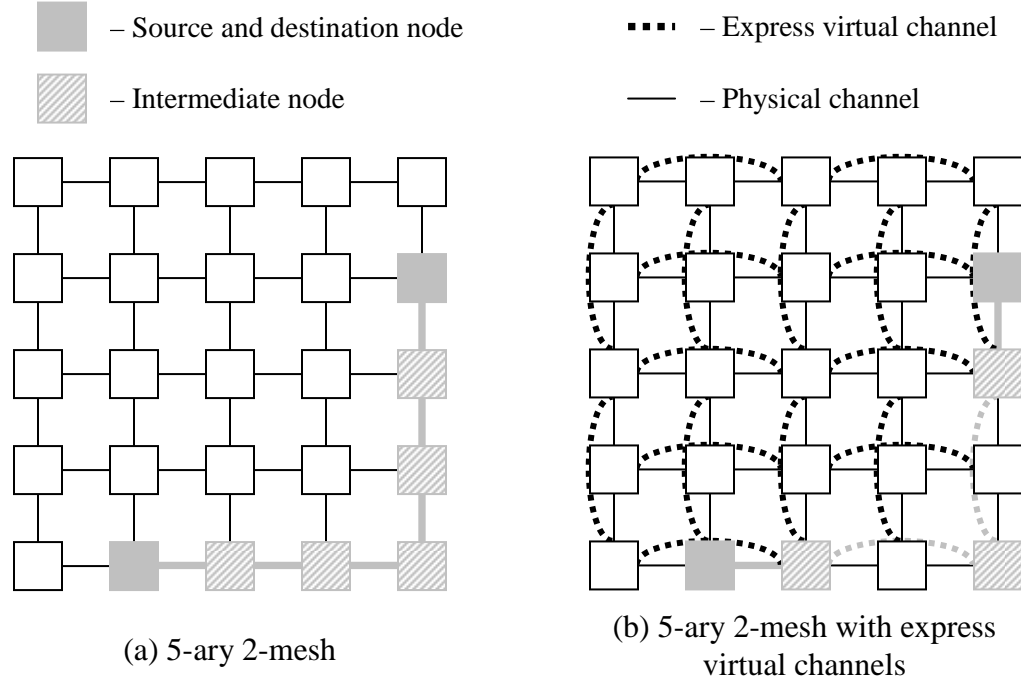 – Source and destination node
– Express virtual channel
– Intermediate node
– Physical channel
(a) 5-ary 2-mesh
(b) 5-ary 2-mesh with express
virtual channels